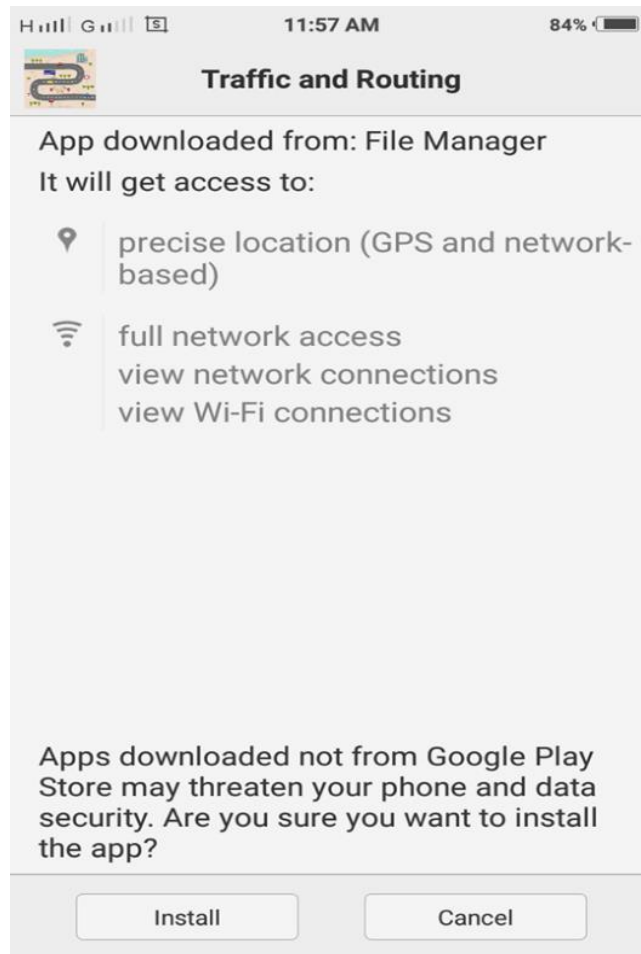 H G S 11:57 AM 84%
Traffic and Routing
App downloaded from: File Manager
It will get access to:
precise location (GPS and network-
based)
full network access
view network connections
view Wi-Fi connections
Apps downloaded not from Google Play
Store may threaten your phone and data
security. Are you sure you want to install
the app?
Install Cancel